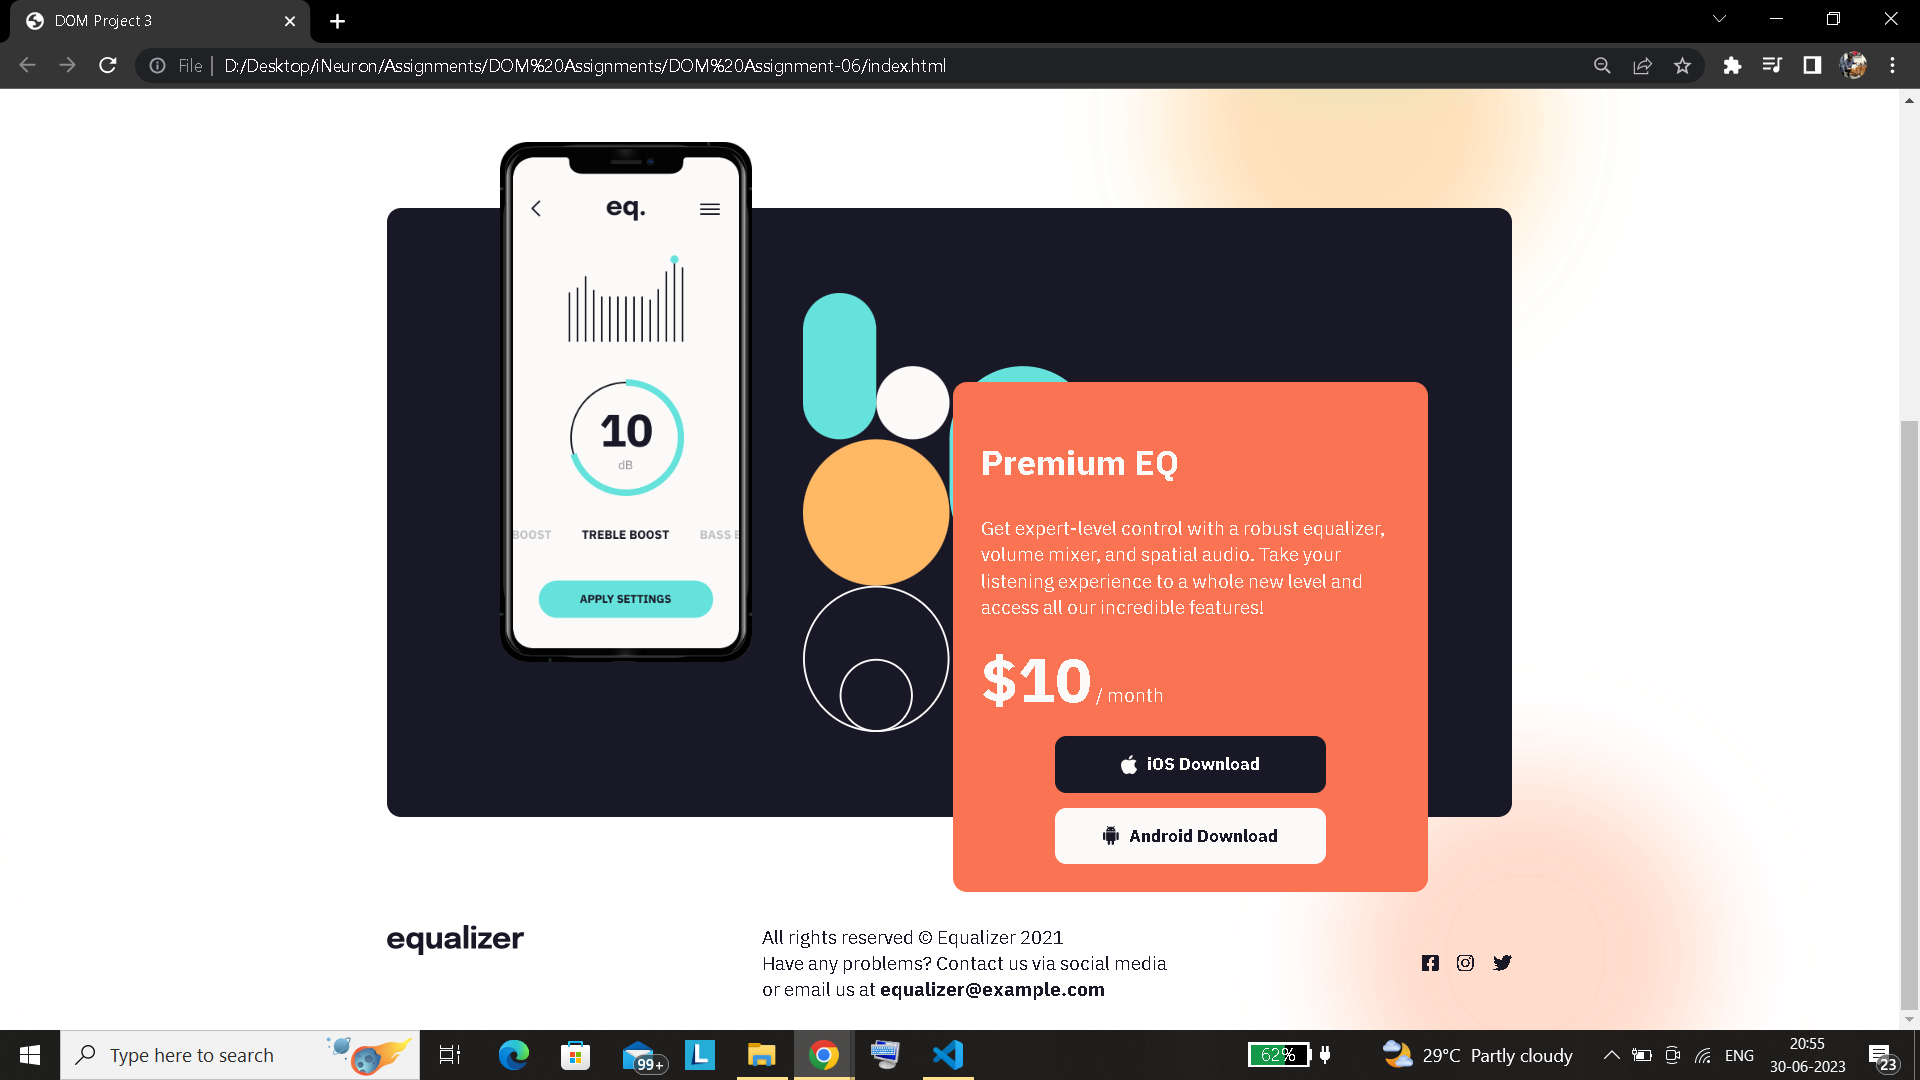 DOM Project 3
File
D:/Desktop/iNeuron/Assignments/DOM%20Assignments/DOM%20Assignment-06/index.html
eq.
10
dB
BOOST TREBLE BOOST BASS B
APPLY SETTINGS
Premium EQ
Get expert-level control with a robust equalizer,
volume mixer, and spatial audio. Take your
listening experience to a whole new level and
access all our incredible features!
$10 / month
iOS Download
Android Download
equalizer
All rights reserved © Equalizer 2021
Have any problems? Contact us via social media
or email us at equalizer@example.com
Type here to search
99+
L
62%
29°C Partly cloudy
ENG
20:55
30-06-2023
23